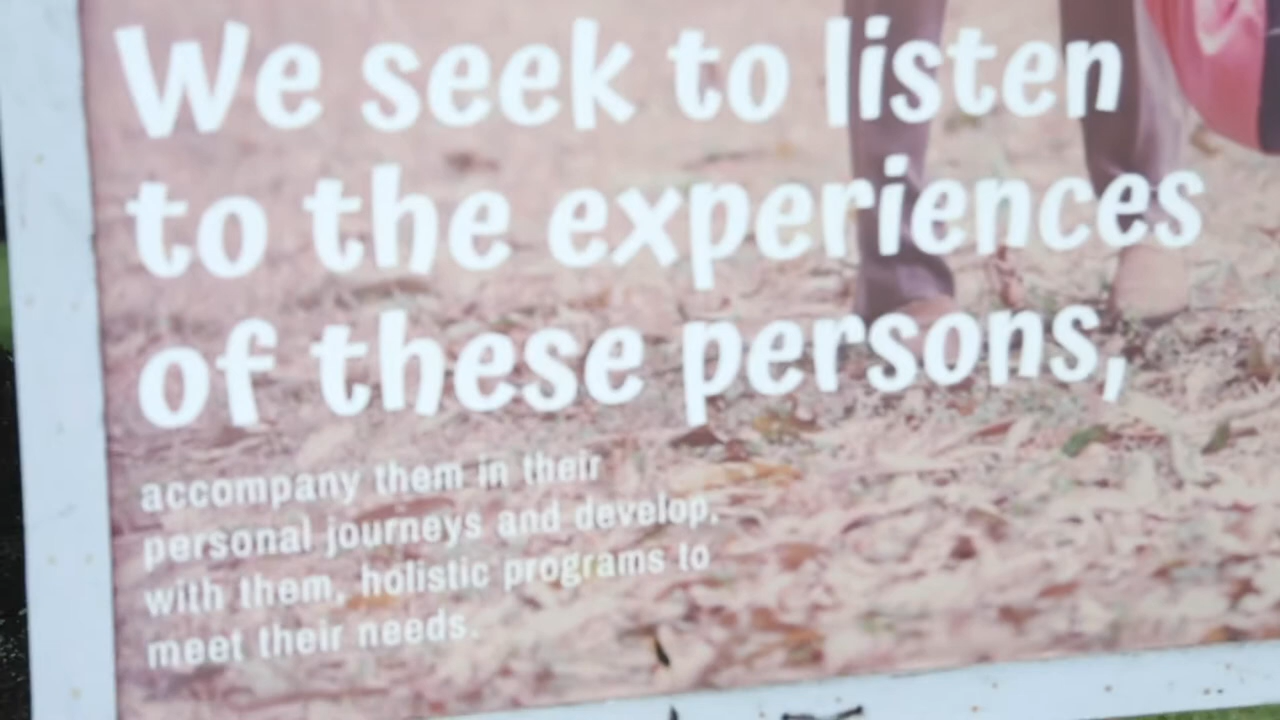 We seek to listen
to the experiences
of these persons,
accompany them in their
personal journeys and develop,
with them, holistic programs to
meet their needs.